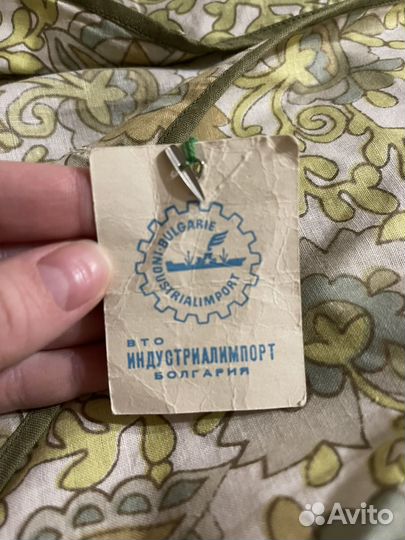 BULGARIE
INDUSTRIALIMPORT
ВТО
ИНДУСТРИАЛИМПОРТ
БОЛГАРИЯ
Avito